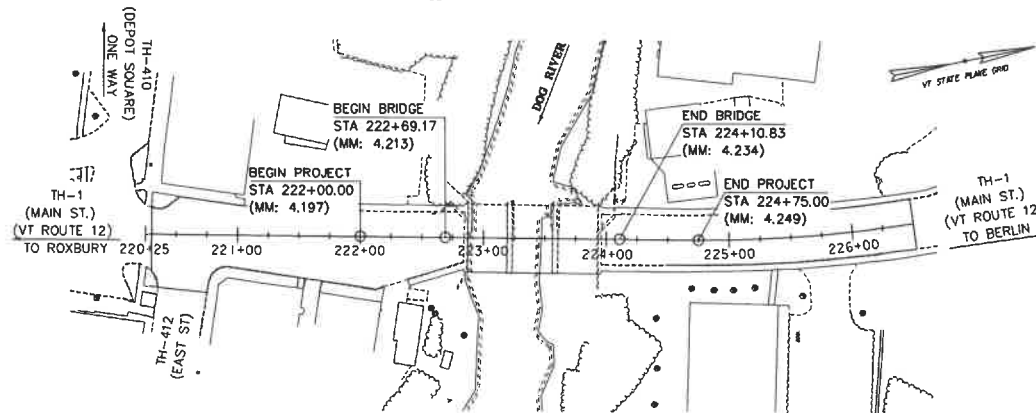 TH-410
(DEPOT SQUARE)
ONE WAY
DOG RIVER
VT STATE PLANE GRID
BEGIN BRIDGE
STA 222+69.17
(MM: 4.213)
BEGIN PROJECT
STA 222+00.00
(MM: 4.197)
END BRIDGE
STA 224+10.83
(MM: 4.234)
END PROJECT
STA 224+75.00
(MM: 4.249)
TH-1
(MAIN ST.)
(VT ROUTE 12)
TO ROXBURY
TH-1
(MAIN ST.)
(VT ROUTE 12)
TO BERLIN
220+25
221+00
222+00
223+00
224+00
225+00
226+00
TH-412
(EAST ST)